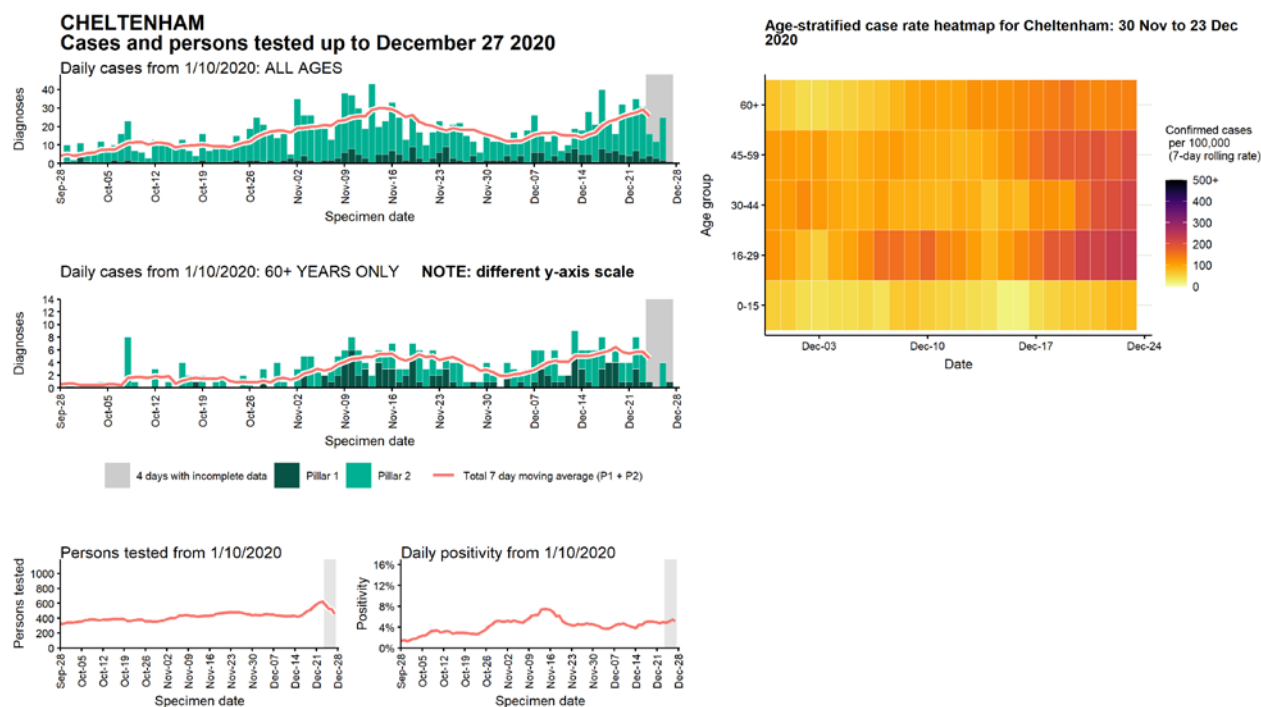 CHELTENHAM
Cases and persons tested up to December 27 2020
Daily cases from 1/10/2020: ALL AGES
Diagnoses
40
30
20
10
0
Sep-28
Oct-05
Oct-12
Oct-19
Oct-26
Nov-02
Nov-09
Nov-16
Nov-23
Nov-30
Dec-07
Dec-14
Dec-21
Dec-28
Specimen date
Daily cases from 1/10/2020: 60+ YEARS ONLY NOTE: different y-axis scale
Diagnoses
14
12
10
8
6
4
2
0
Sep-28
Oct-05
Oct-12
Oct-19
Oct-26
Nov-02
Nov-09
Nov-16
Nov-23
Nov-30
Dec-07
Dec-14
Dec-21
Dec-28
Specimen date
4 days with incomplete data Pillar 1 Pillar 2 Total 7 day moving average (P1 + P2)
Persons tested from 1/10/2020
Persons tested
1000
800
600
400
200
0
Sep-28
Oct-05
Oct-12
Oct-19
Oct-26
Nov-02
Nov-09
Nov-16
Nov-23
Nov-30
Dec-07
Dec-14
Dec-21
Dec-28
Specimen date
Daily positivity from 1/10/2020
Positivity
16%
12%
8%
4%
0%
Sep-28
Oct-05
Oct-12
Oct-19
Oct-26
Nov-02
Nov-09
Nov-16
Nov-23
Nov-30
Dec-07
Dec-14
Dec-21
Dec-28
Specimen date
Age-stratified case rate heatmap for Cheltenham: 30 Nov to 23 Dec
2020
Age group
60+
45-59
30-44
16-29
0-15
Dec-03 Dec-10 Dec-17 Dec-24
Date
Confirmed cases
per 100,000
(7-day rolling rate)
500+
400
300
200
100
0